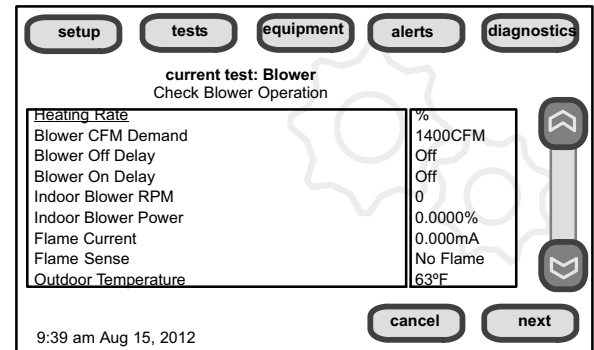 setup tests equipment alerts diagnostics
current test: Blower
Check Blower Operation
Heating Rate %
Blower CFM Demand 1400CFM
Blower Off Delay Off
Blower On Delay Off
Indoor Blower RPM 0
Indoor Blower Power 0.0000%
Flame Current 0.000mA
Flame Sense No Flame
Outdoor Temperature 63ºF
cancel next
9:39 am Aug 15, 2012